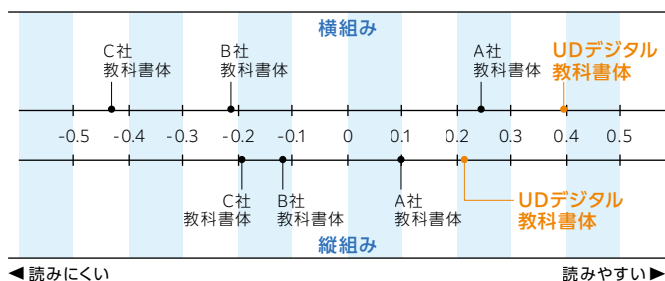 横組み
C社
教科書体
B社
教科書体
A社
教科書体
UDデジタル
教科書体
-0.5 -0.4 -0.3 -0.2 -0.1 0 0.1 0.2 0.3 0.4 0.5
C社
教科書体
B社
教科書体
A社
教科書体
UDデジタル
教科書体
縦組み
◀読みにくい 読みやすい▶